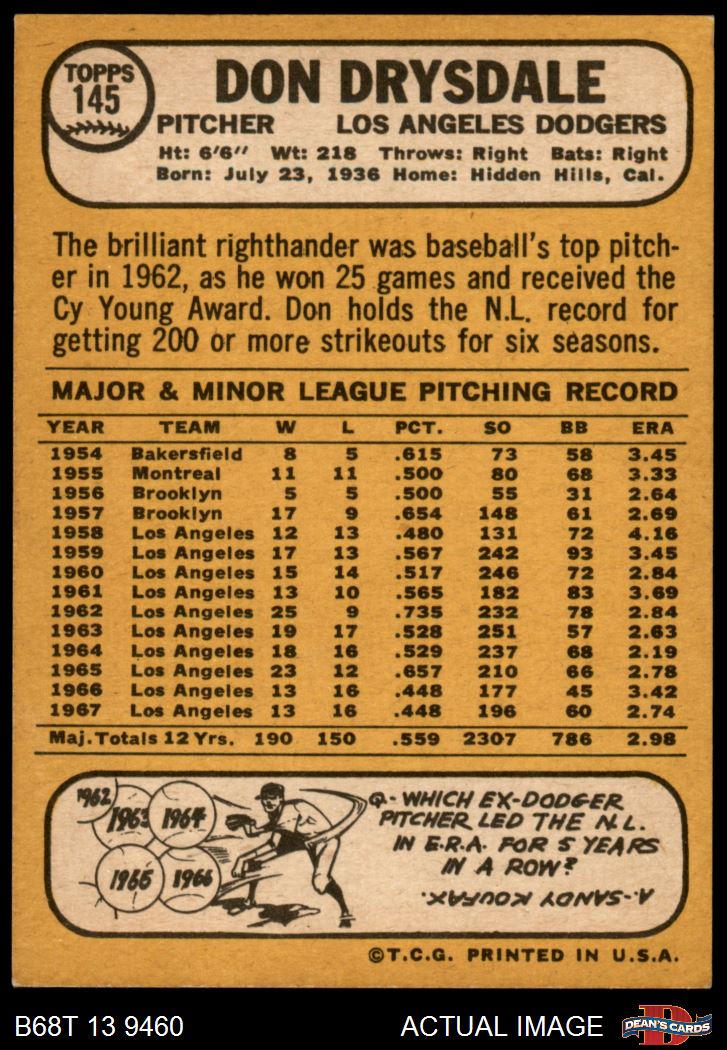 TOPPS
145
DON DRYSDALE
PITCHER LOS ANGELES DODGERS
Ht: 6'6" Wt: 218 Throws: Right Bats: Right
Born: July 23, 1936 Home: Hidden Hills, Cal.
The brilliant righthander was baseball's top pitch-
er in 1962, as he won 25 games and received the
Cy Young Award. Don holds the N.L. record for
getting 200 or more strikeouts for six seasons.
MAJOR & MINOR LEAGUE PITCHING RECORD
YEAR TEAM W L PCT. SO BB ERA
1954 Bakersfield 8 5 .615 73 58 3.45
1955 Montreal 11 11 .500 80 68 3.33
1956 Brooklyn 5 5 .500 55 31 2.64
1957 Brooklyn 17 9 .654 148 61 2.69
1958 Los Angeles 12 13 .480 131 72 4.16
1959 Los Angeles 17 13 .567 242 93 3.45
1960 Los Angeles 15 14 .517 246 72 2.84
1961 Los Angeles 13 10 .565 182 83 3.69
1962 Los Angeles 25 9 .735 232 78 2.84
1963 Los Angeles 19 17 .528 251 57 2.63
1964 Los Angeles 18 16 .529 237 68 2.19
1965 Los Angeles 23 12 .657 210 66 2.78
1966 Los Angeles 13 16 .448 177 45 3.42
1967 Los Angeles 13 16 .448 196 60 2.74
Maj. Totals 12 Yrs. 190 150 .559 2307 786 2.98
1962
1963
1964
1965
1966
Q- WHICH EX-DODGER
PITCHER LED THE N.L.
IN E.R.A. FOR 5 YEARS
IN A ROW?
A-SANDY KOUFAX.
©T.C.G. PRINTED IN U.S.A.
B68T 13 9460 ACTUAL IMAGE
D
DEAN'S CARDS